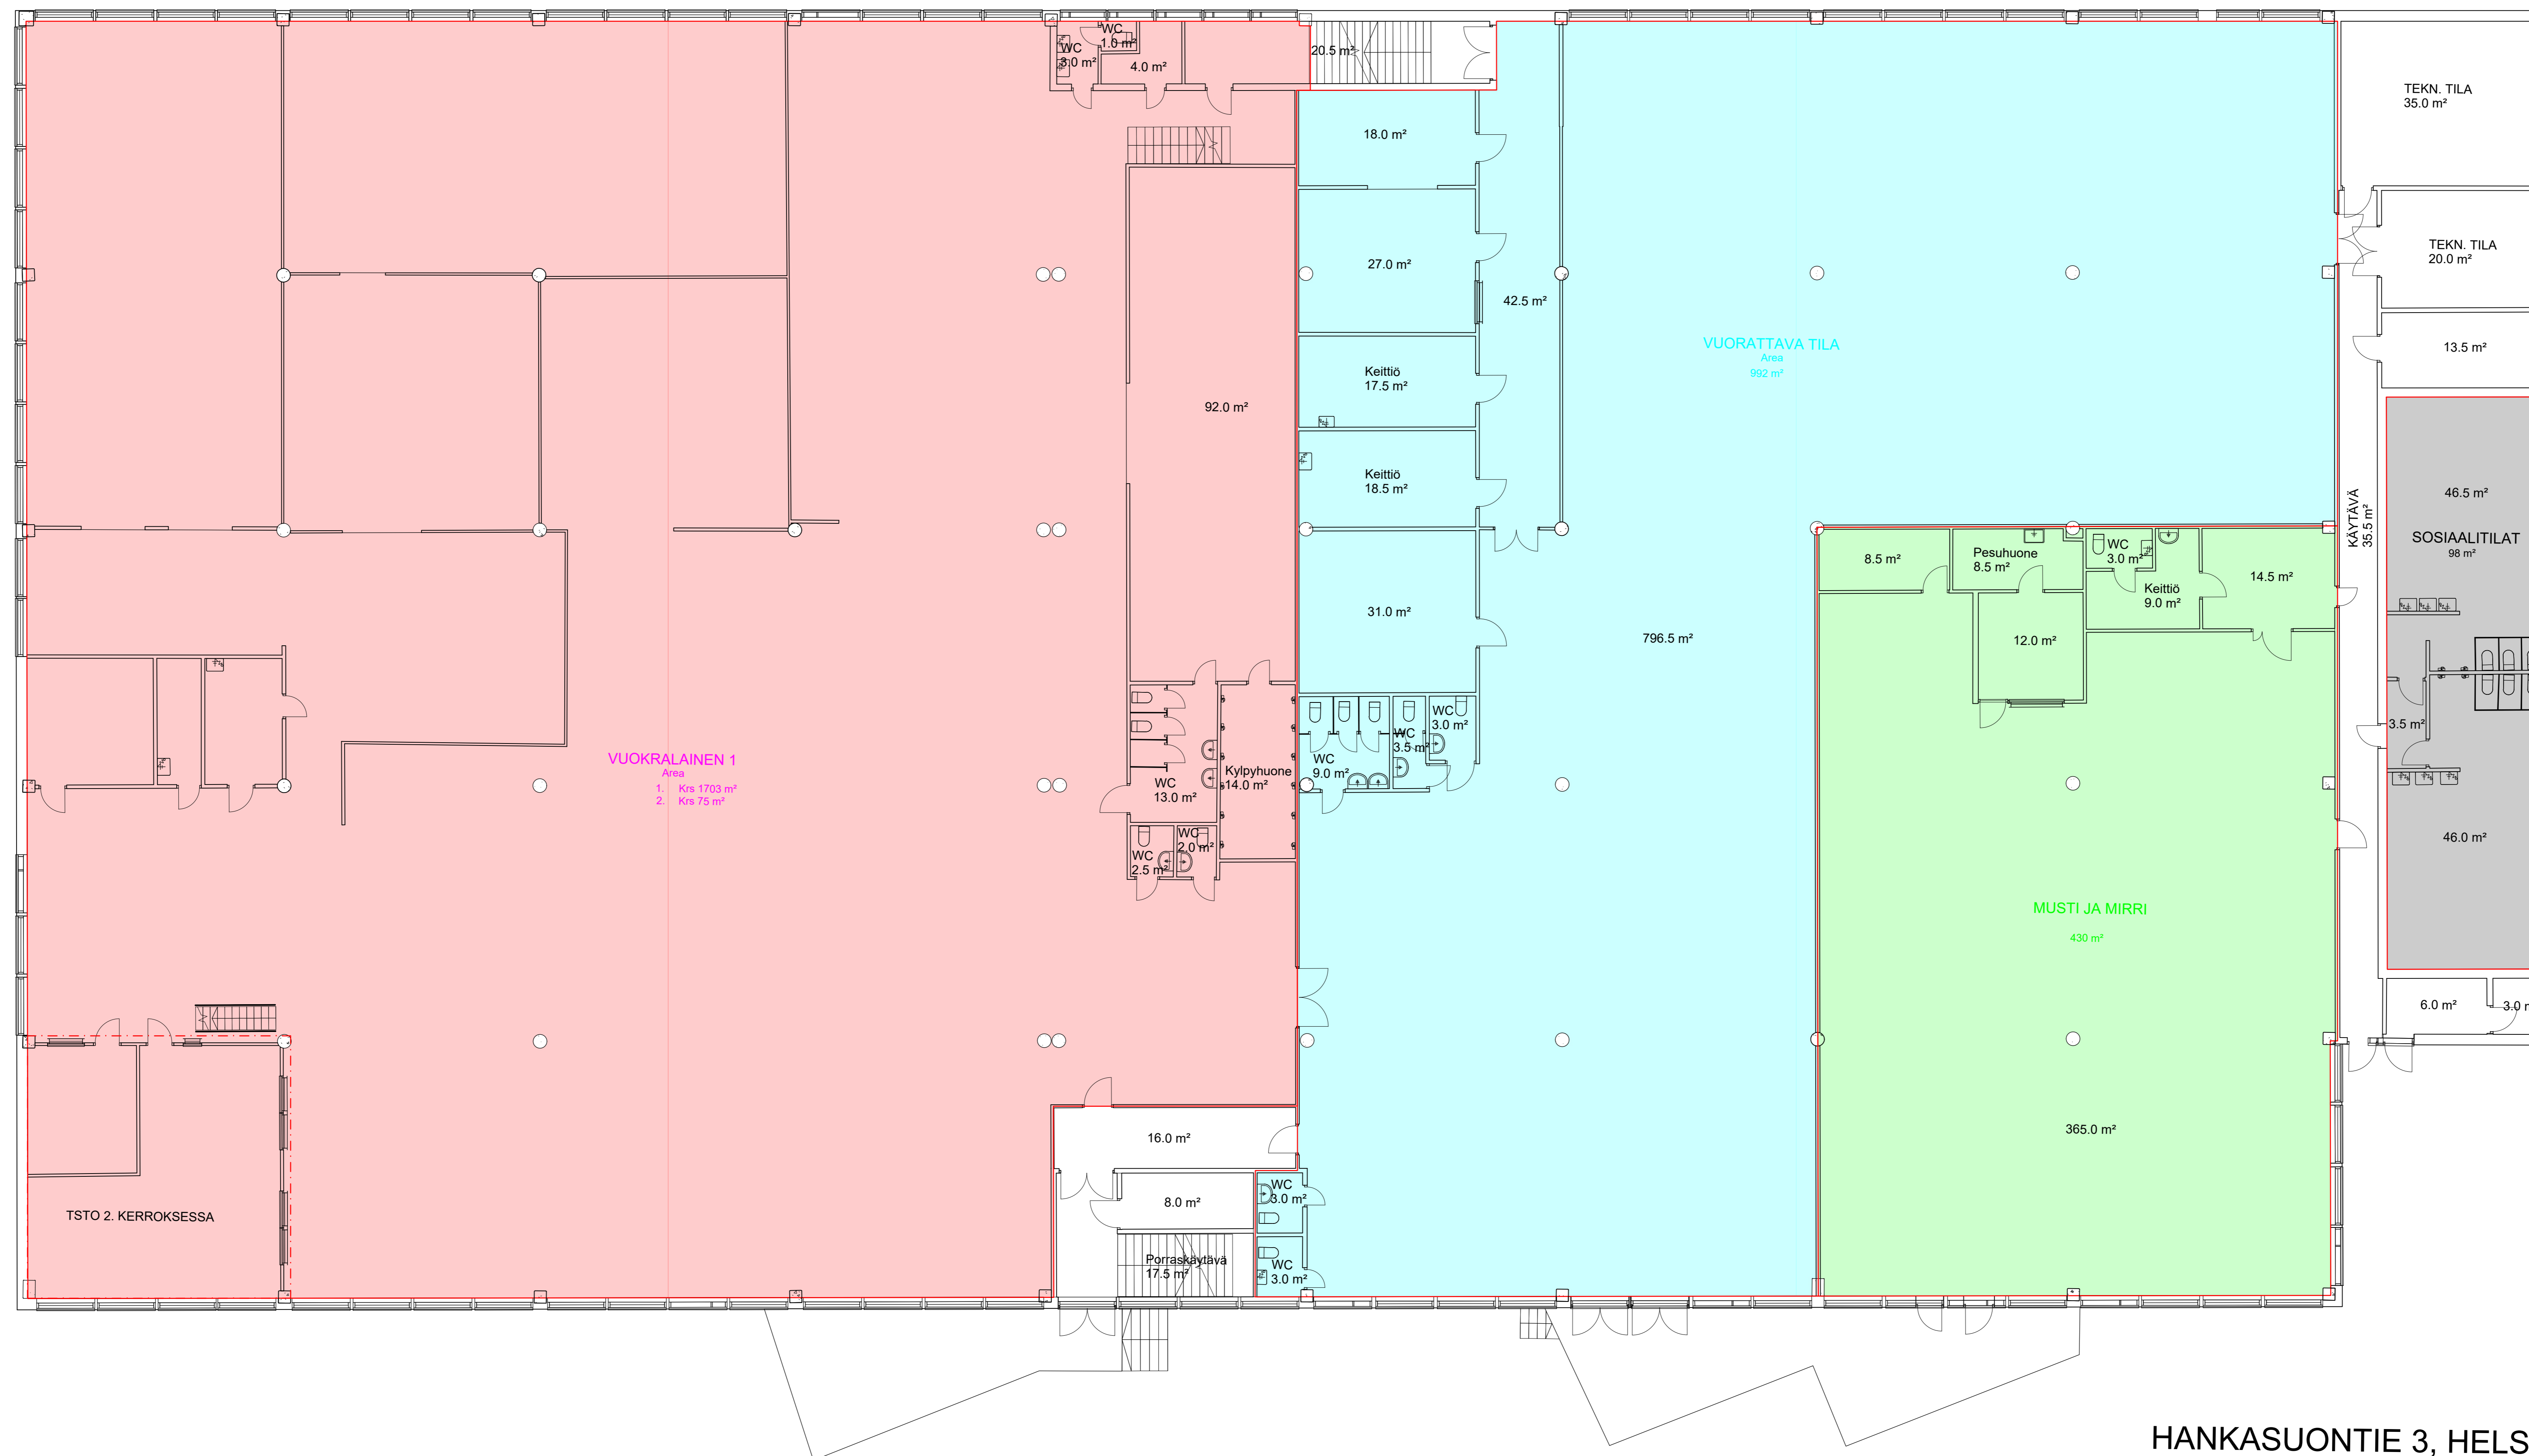 WC
3.0 m²
WC
1.0 m²
4.0 m²
20.5 m²
TEKN. TILA
35.0 m²
18.0 m²
TEKN. TILA
20.0 m²
27.0 m²
42.5 m²
VUORATTAVA TILA
Area
992 m²
13.5 m²
Keittiö
17.5 m²
92.0 m²
Keittiö
18.5 m²
46.5 m²
KÄYTÄVÄ
35.5 m²
SOSIAALITILAT
98 m²
8.5 m²
Pesuhuone
8.5 m²
WC
3.0 m²
Keittiö
9.0 m²
14.5 m²
31.0 m²
796.5 m²
12.0 m²
WC
3.0 m²
WC
3.5 m²
3.5 m²
VUOKRALAINEN 1
Area
1. Krs 1703 m²
2. Krs 75 m²
WC
13.0 m²
Kylpyhuone
14.0 m²
WC
9.0 m²
WC
2.5 m²
WC
2.0 m²
46.0 m²
MUSTI JA MIRRI
430 m²
6.0 m²
3.0 m
16.0 m²
365.0 m²
8.0 m²
WC
3.0 m²
TSTO 2. KERROKSESSA
Porraskäytävä
17.5 m²
WC
3.0 m²
HANKASUONTIE 3, HELS